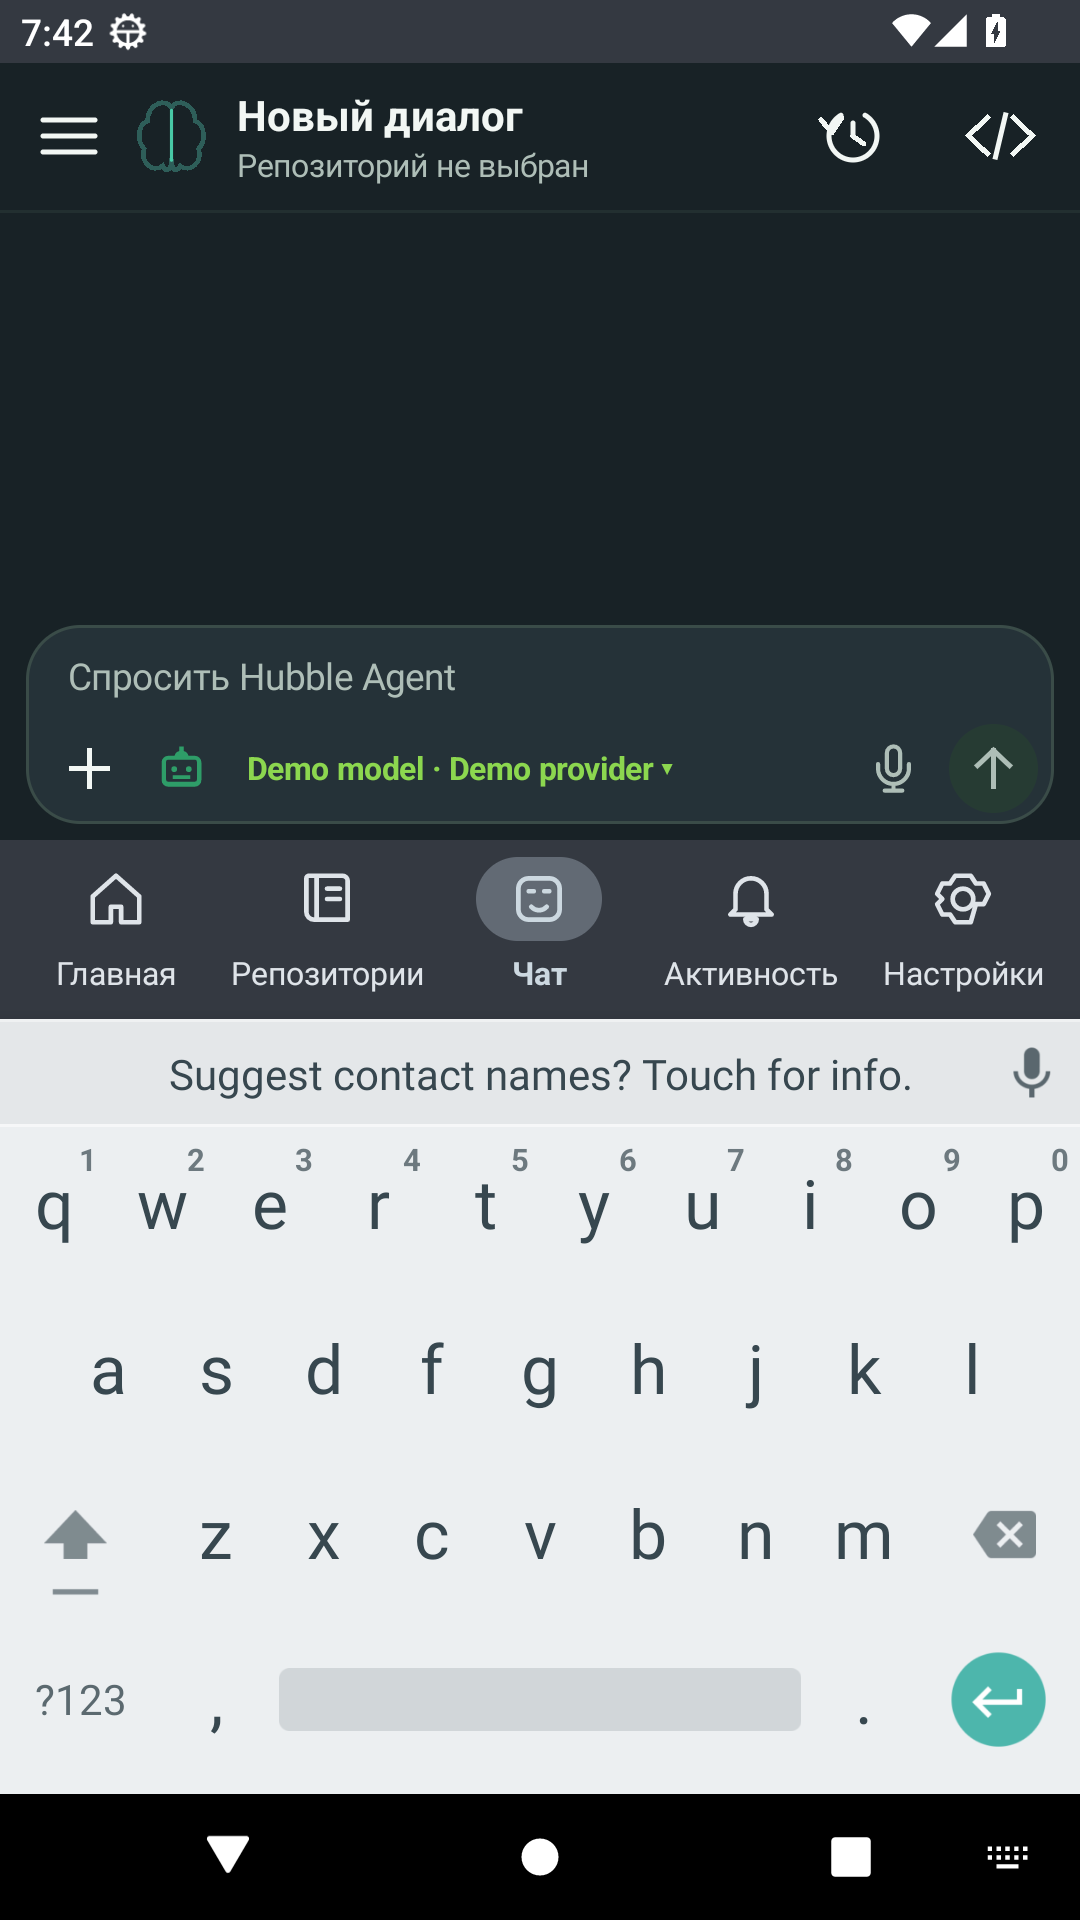 7:42
Новый диалог
Репозиторий не выбран
Спросить Hubble Agent
Demo model · Demo provider ▾
Главная Репозитории Чат Активность Настройки
Suggest contact names? Touch for info.
1 2 3 4 5 6 7 8 9 0
q w e r t y u i o p
a s d f g h j k l
z x c v b n m
?123 , .